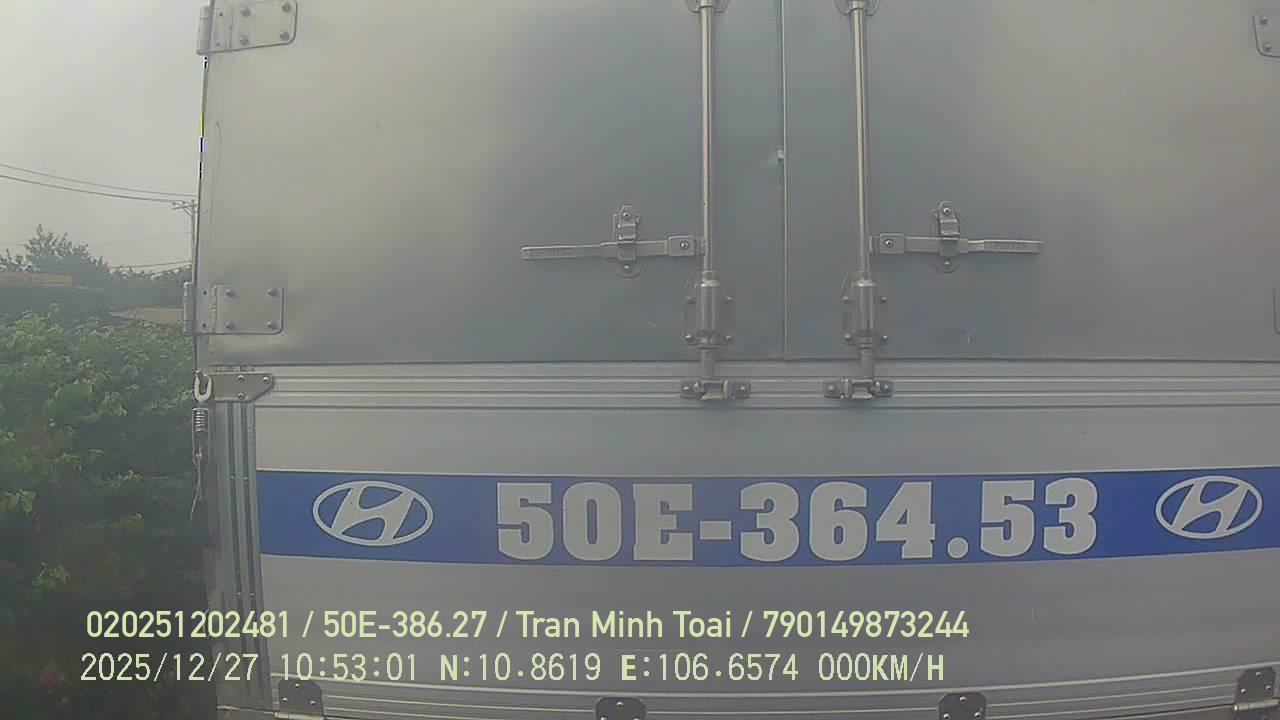 50E-364.53
020251202481 / 50E-386.27 / Tran Minh Toai / 790149873244
2025/12/27 10:53:01 N:10.8619 E:106.6574 000KM/H